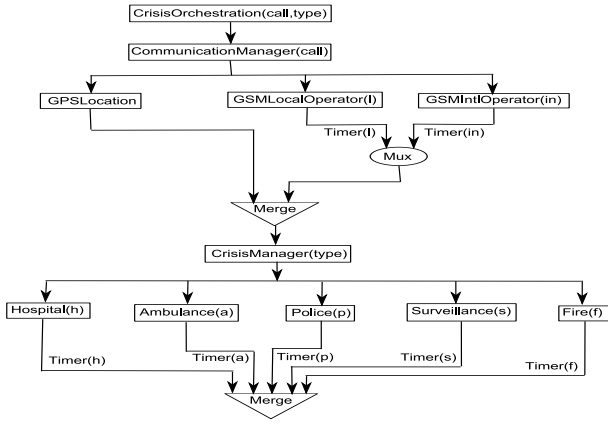 CrisisOrchestration(call,type)
CommunicationManager(call)
GPSLocation
GSMLocalOperator(l)
GSMIntlOperator(in)
Timer(l)
Timer(in)
Mux
Merge
CrisisManager(type)
Hospital(h)
Ambulance(a)
Police(p)
Surveillance(s)
Fire(f)
Timer(h)
Timer(a)
Timer(p)
Timer(s)
Timer(f)
Merge